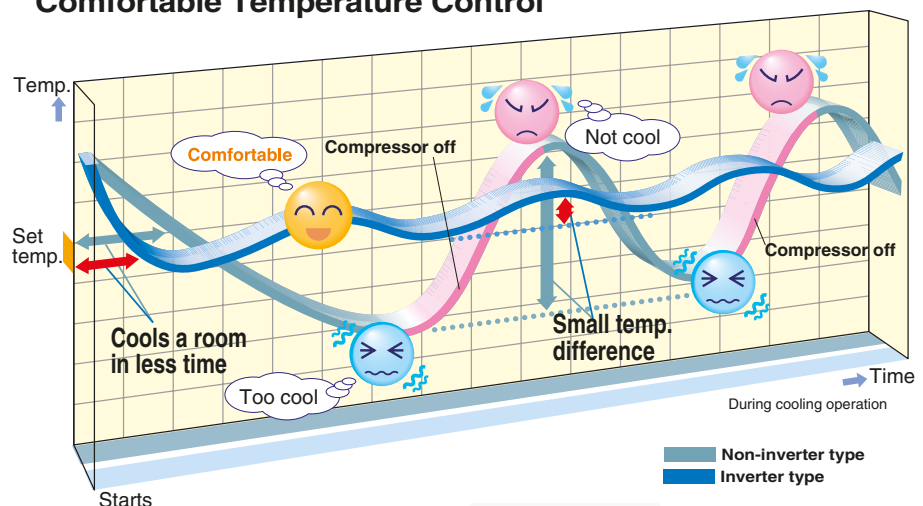 Comfortable Temperature Control
Temp.
Comfortable
Compressor off
Not cool
Set
temp.
Compressor off
Cools a room
in less time
Small temp.
difference
Too cool
Time
During cooling operation
Non-inverter type
Inverter type
Starts